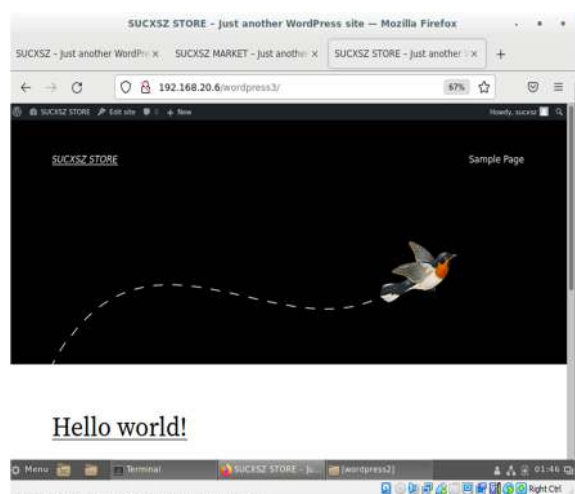 SUCXSZ STORE – Just another WordPress site — Mozilla Firefox
SUCXSZ – Just another WordPr
SUCXSZ MARKET – Just anothe
SUCXSZ STORE – Just another
192.168.20.6/wordpress3/
67%
SUCXSZ STORE Edit site 0 + New
Howdy, sucxsz
SUCXSZ STORE
Sample Page
Hello world!
Menu
Terminal
SUCXSZ STORE – Ju...
[wordpress2]
01:46
Right Ctrl